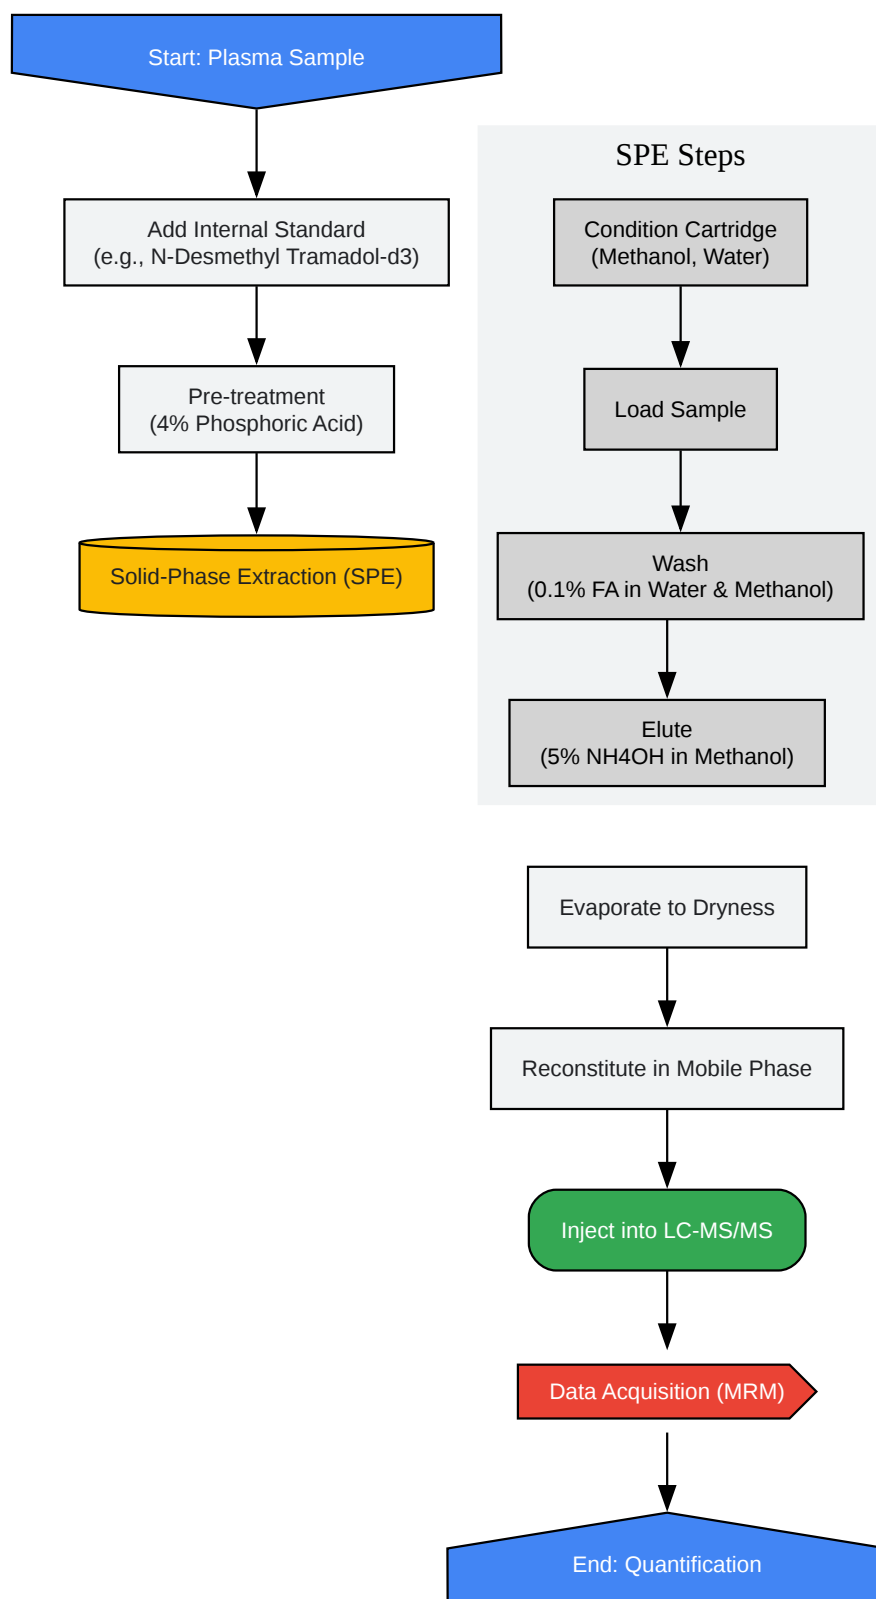 Start: Plasma Sample
Add Internal Standard
(e.g., N-Desmethyl Tramadol-d3)
Pre-treatment
(4% Phosphoric Acid)
Solid-Phase Extraction (SPE)
SPE Steps
Condition Cartridge
(Methanol, Water)
Load Sample
Wash
(0.1% FA in Water & Methanol)
Elute
(5% NH4OH in Methanol)
Evaporate to Dryness
Reconstitute in Mobile Phase
Inject into LC-MS/MS
Data Acquisition (MRM)
End: Quantification